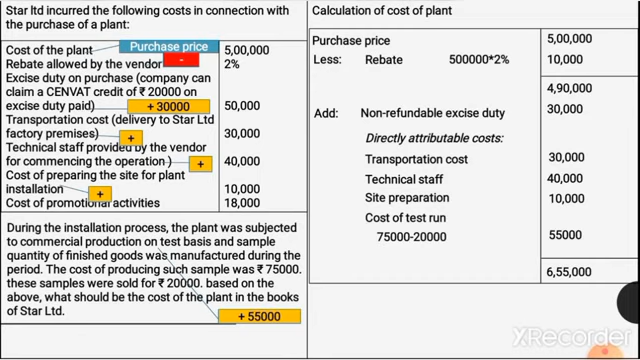 Star ltd incurred the following costs in connection with
the purchase of a plant:
Cost of the plant Purchase price 5,00,000
Rebate allowed by the vendor - 2%
Excise duty on purchase (company can
claim a CENVAT credit of ₹ 20000 on
excise duty paid) + 30000 50,000
Transportation cost (delivery to Star Ltd
factory premises) + 30,000
Technical staff provided by the vendor
for commencing the operation ) + 40,000
Cost of preparing the site for plant
installation + 10,000
Cost of promotional activities 18,000
During the installation process, the plant was subjected
to commercial production on test basis and sample
quantity of finished goods was manufactured during the
period. The cost of producing such sample was ₹ 75000.
these samples were sold for ₹ 20000. based on the
above, what should be the cost of the plant in the books
of Star Ltd.
+ 55000
Calculation of cost of plant
Purchase price 5,00,000
Less: Rebate 500000*2% 10,000
4,90,000
Add: Non-refundable excise duty 30,000
Directly attributable costs:
Transportation cost 30,000
Technical staff 40,000
Site preparation 10,000
Cost of test run
75000-20000 55000
6,55,000
XRecorder